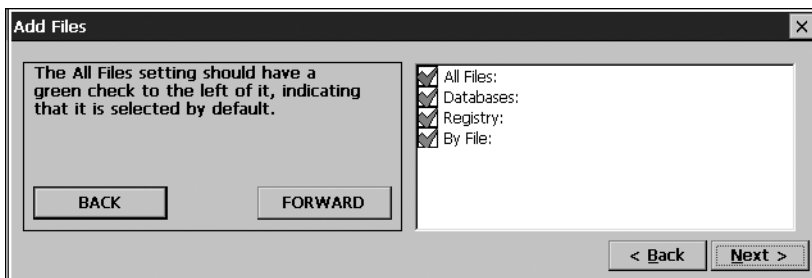 Add Files
The All Files setting should have a
green check to the left of it, indicating
that it is selected by default.
BACK
FORWARD
All Files:
Databases:
Registry:
By File:
< Back
Next >